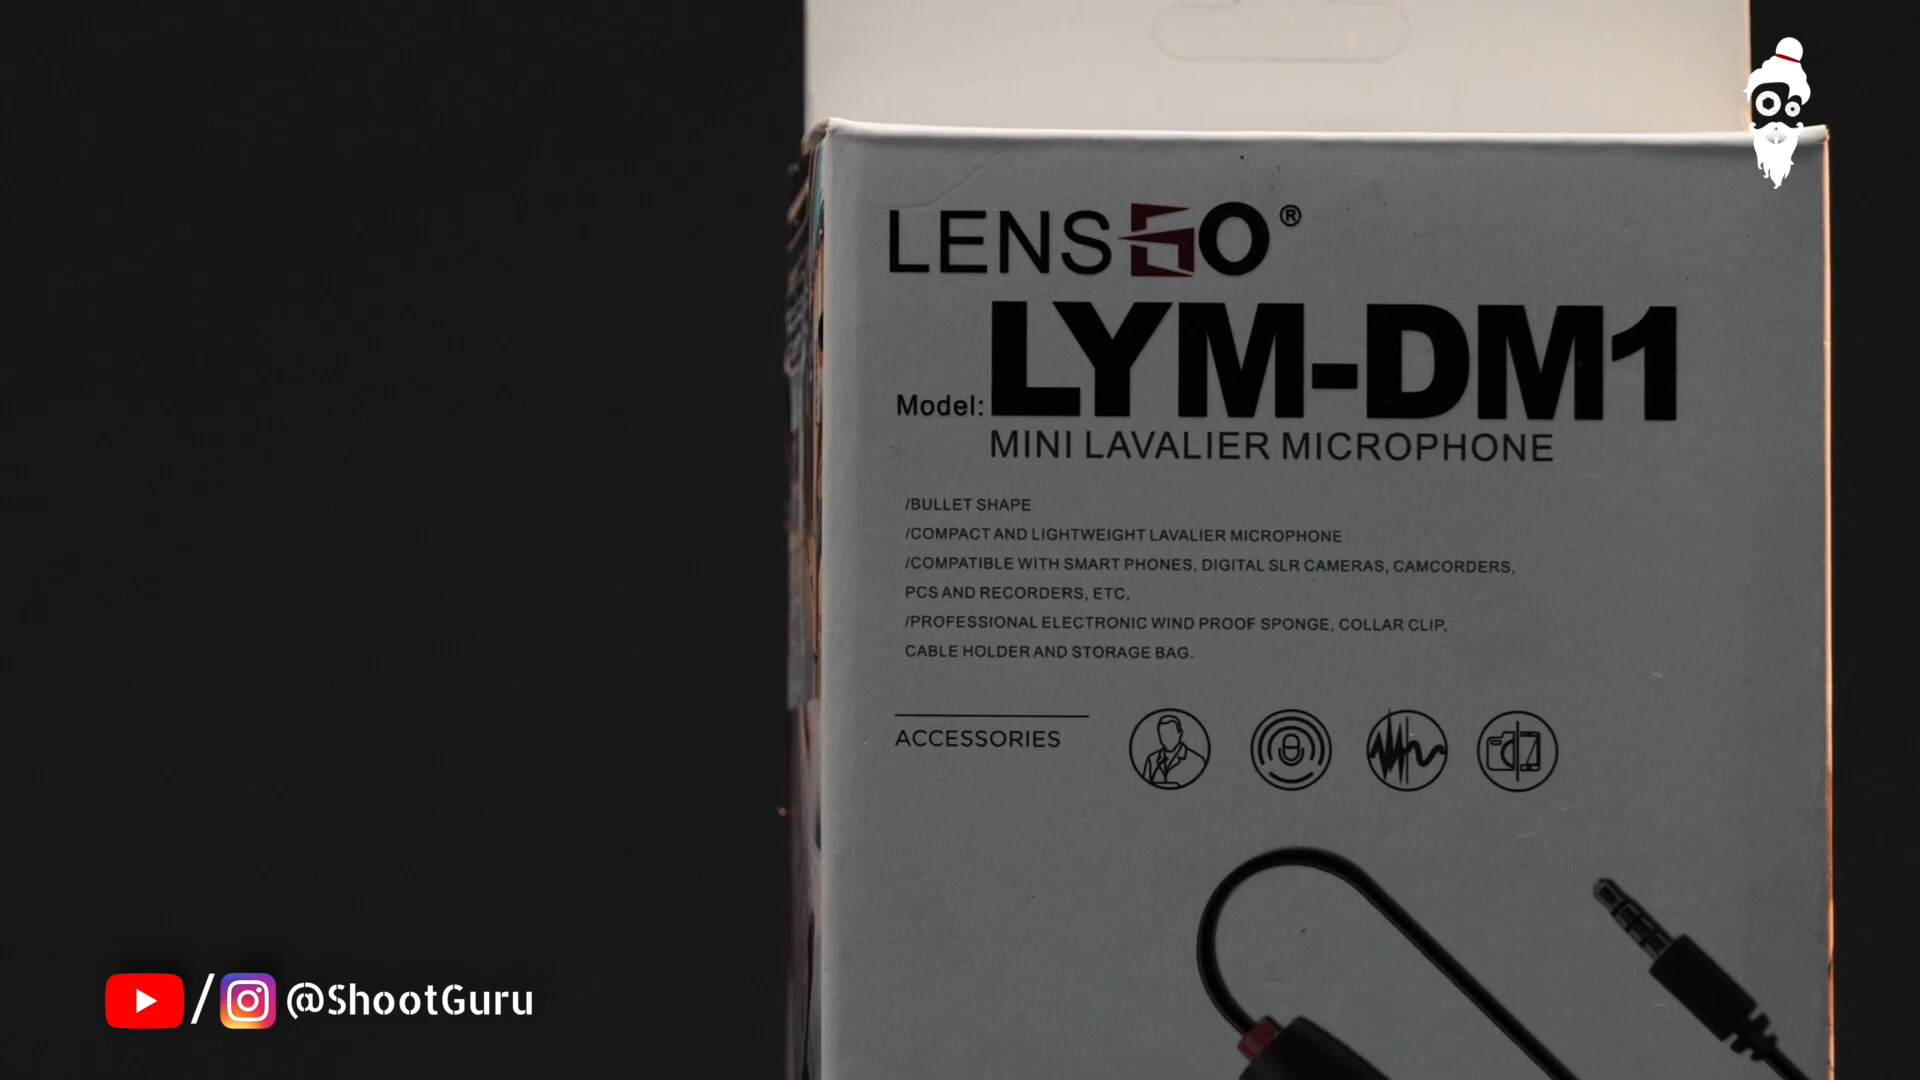 LENSGO®
Model: LYM-DM1
MINI LAVALIER MICROPHONE
/BULLET SHAPE
/COMPACT AND LIGHTWEIGHT LAVALIER MICROPHONE
/COMPATIBLE WITH SMART PHONES, DIGITAL SLR CAMERAS, CAMCORDERS,
PCS AND RECORDERS, ETC,
/PROFESSIONAL ELECTRONIC WIND PROOF SPONGE, COLLAR CLIP,
CABLE HOLDER AND STORAGE BAG.
ACCESSORIES
/ @ShootGuru